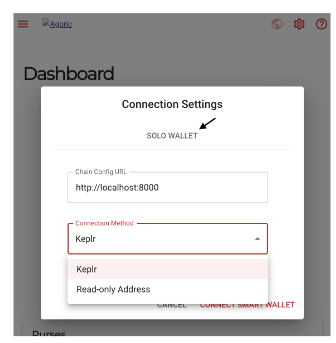 Agoric
Dashboard
Connection Settings
SOLO WALLET
Chain Config URL
http://localhost:8000
Connection Method
Keplr
Keplr
Read-only Address
CANCEL CONNECT SMART WALLET
Purses